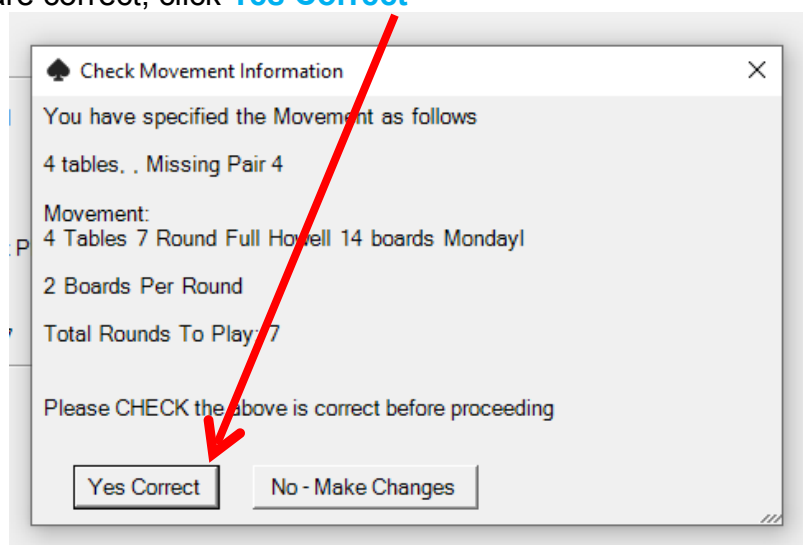 are correct, click Yes Correct
Check Movement Information
You have specified the Movement as follows
4 tables, , Missing Pair 4
Movement:
4 Tables 7 Round Full Howell 14 boards MondayI
P
2 Boards Per Round
Total Rounds To Play: 7
Please CHECK the above is correct before proceeding
Yes Correct
No - Make Changes